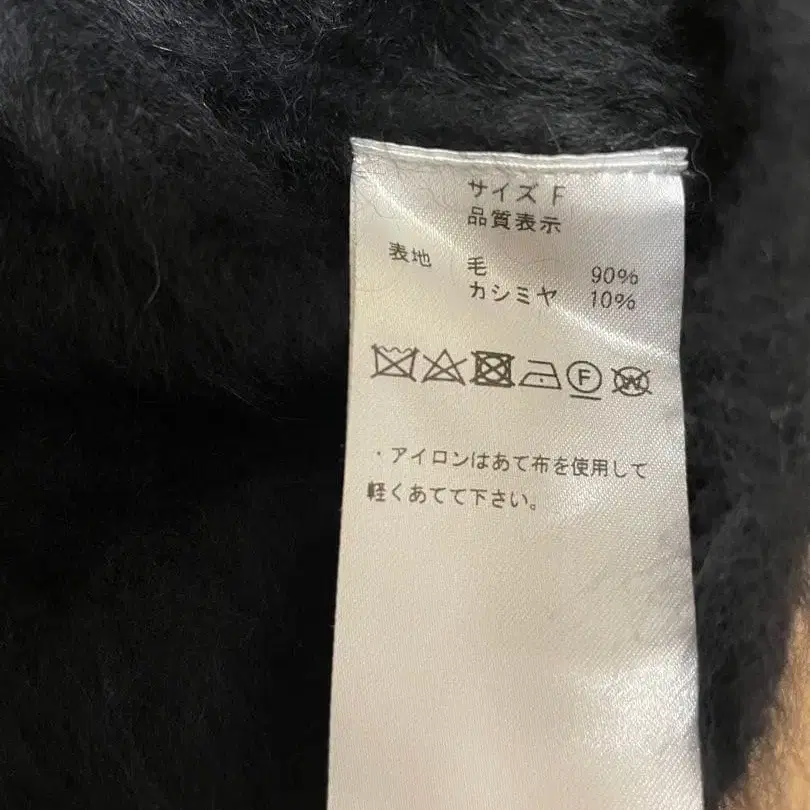 サイズ F
品質表示
表地 毛 90%
カシミヤ 10%
F W
・アイロンはあて布を使用して
軽くあてて下さい。